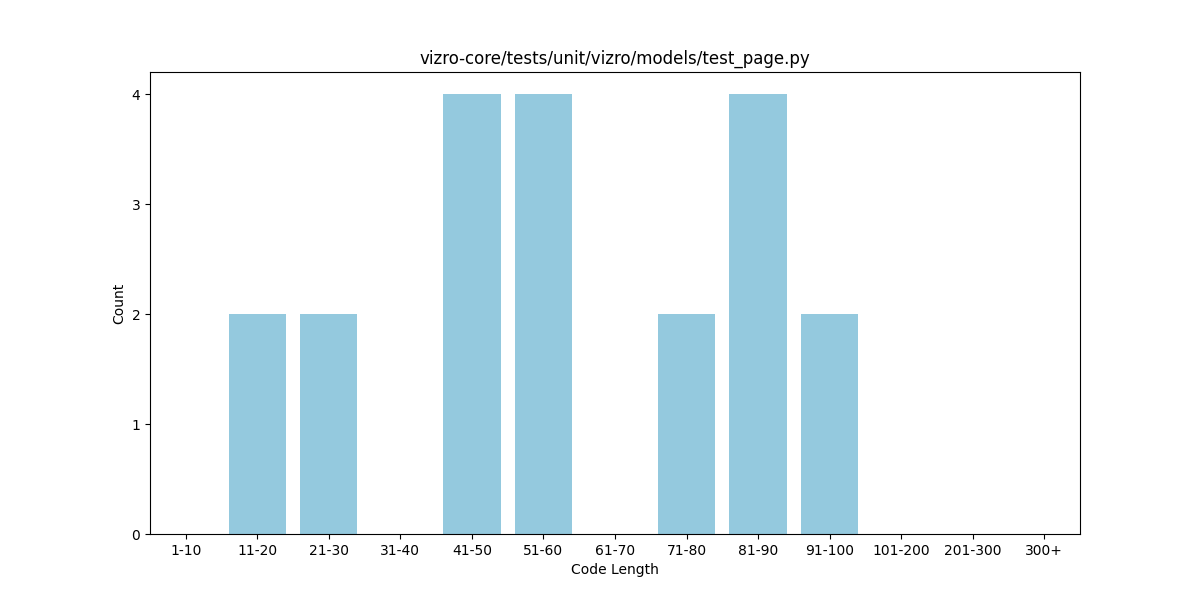 vizro-core/tests/unit/vizro/models/test_page.py
4
3
2
1
0
Count
1-10 11-20 21-30 31-40 41-50 51-60 61-70 71-80 81-90 91-100 101-200 201-300 300+
Code Length